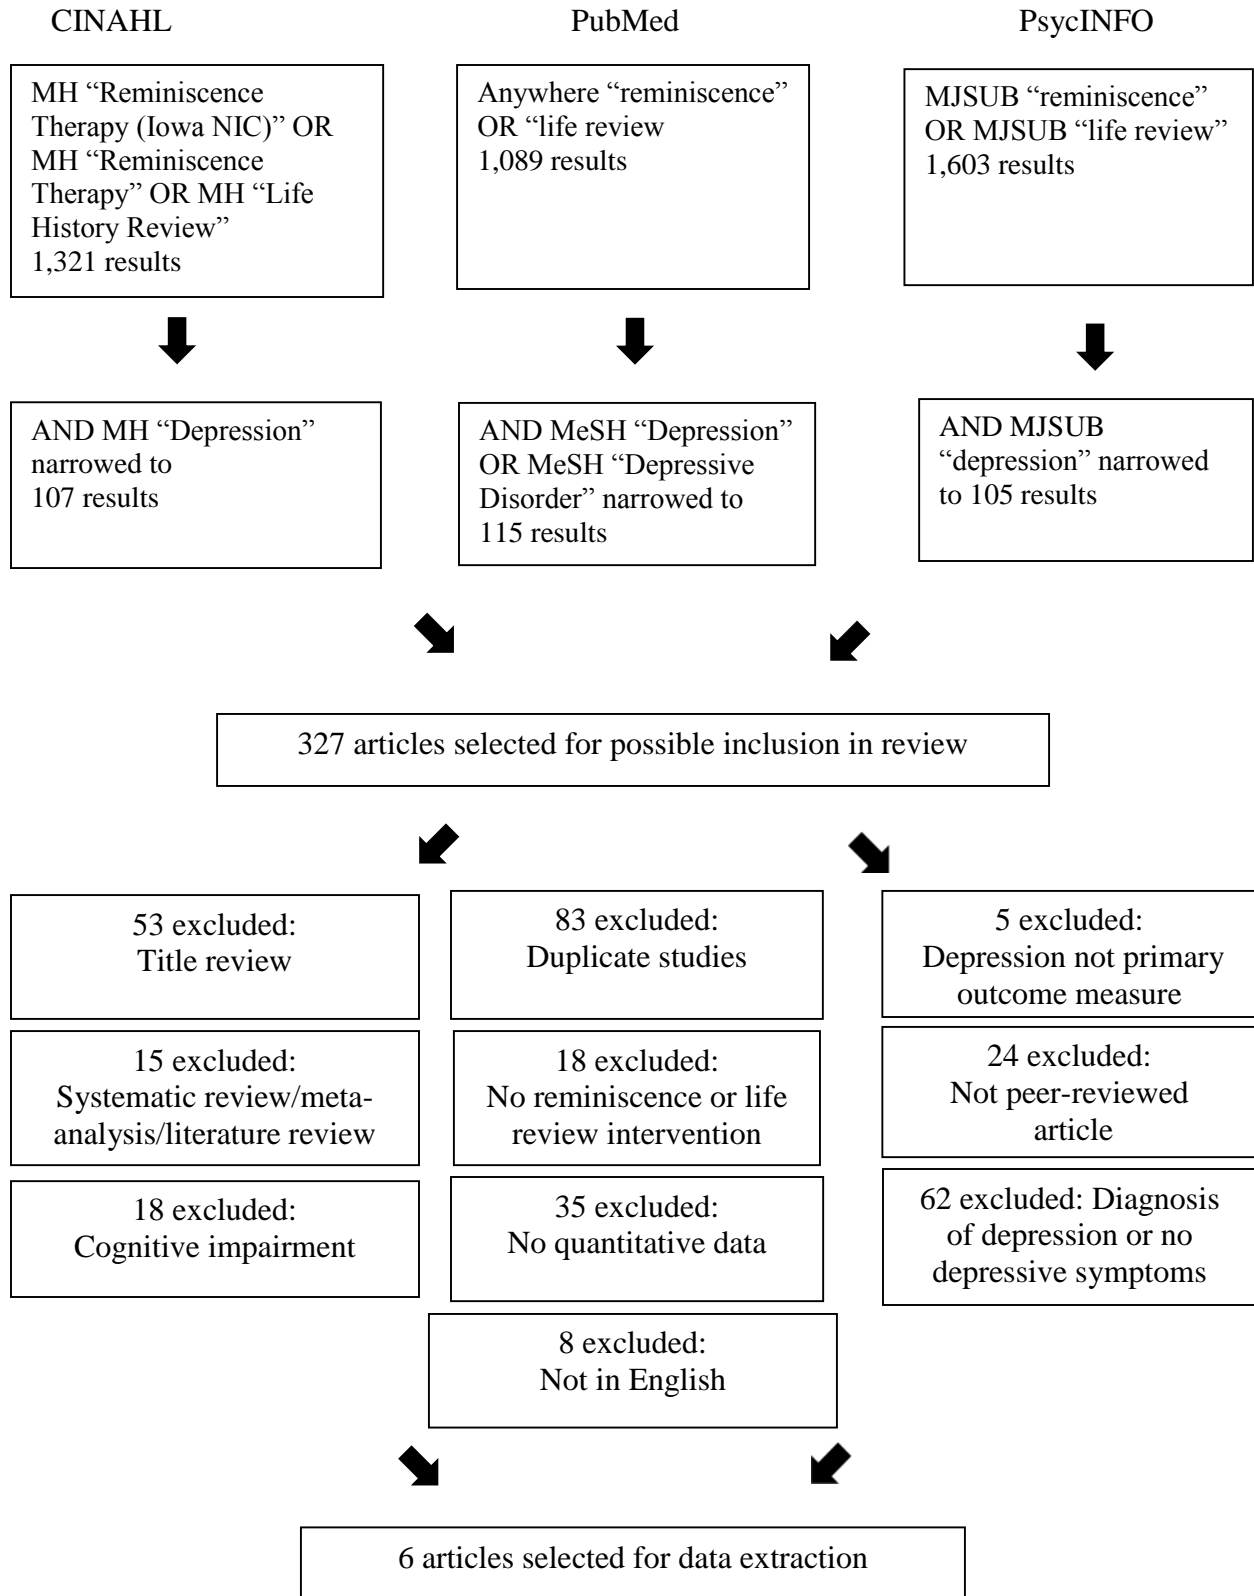 CINAHL
PubMed
PsycINFO
MH “Reminiscence
Therapy (Iowa NIC)” OR
MH “Reminiscence
Therapy” OR MH “Life
History Review”
1,321 results
Anywhere “reminiscence”
OR “life review
1,089 results
MJSUB “reminiscence”
OR MJSUB “life review”
1,603 results
AND MH “Depression”
narrowed to
107 results
AND MeSH “Depression”
OR MeSH “Depressive
Disorder” narrowed to
115 results
AND MJSUB
“depression” narrowed
to 105 results
327 articles selected for possible inclusion in review
53 excluded:
Title review
83 excluded:
Duplicate studies
5 excluded:
Depression not primary
outcome measure
15 excluded:
Systematic review/meta-
analysis/literature review
18 excluded:
No reminiscence or life
review intervention
24 excluded:
Not peer-reviewed
article
18 excluded:
Cognitive impairment
35 excluded:
No quantitative data
62 excluded: Diagnosis
of depression or no
depressive symptoms
8 excluded:
Not in English
6 articles selected for data extraction